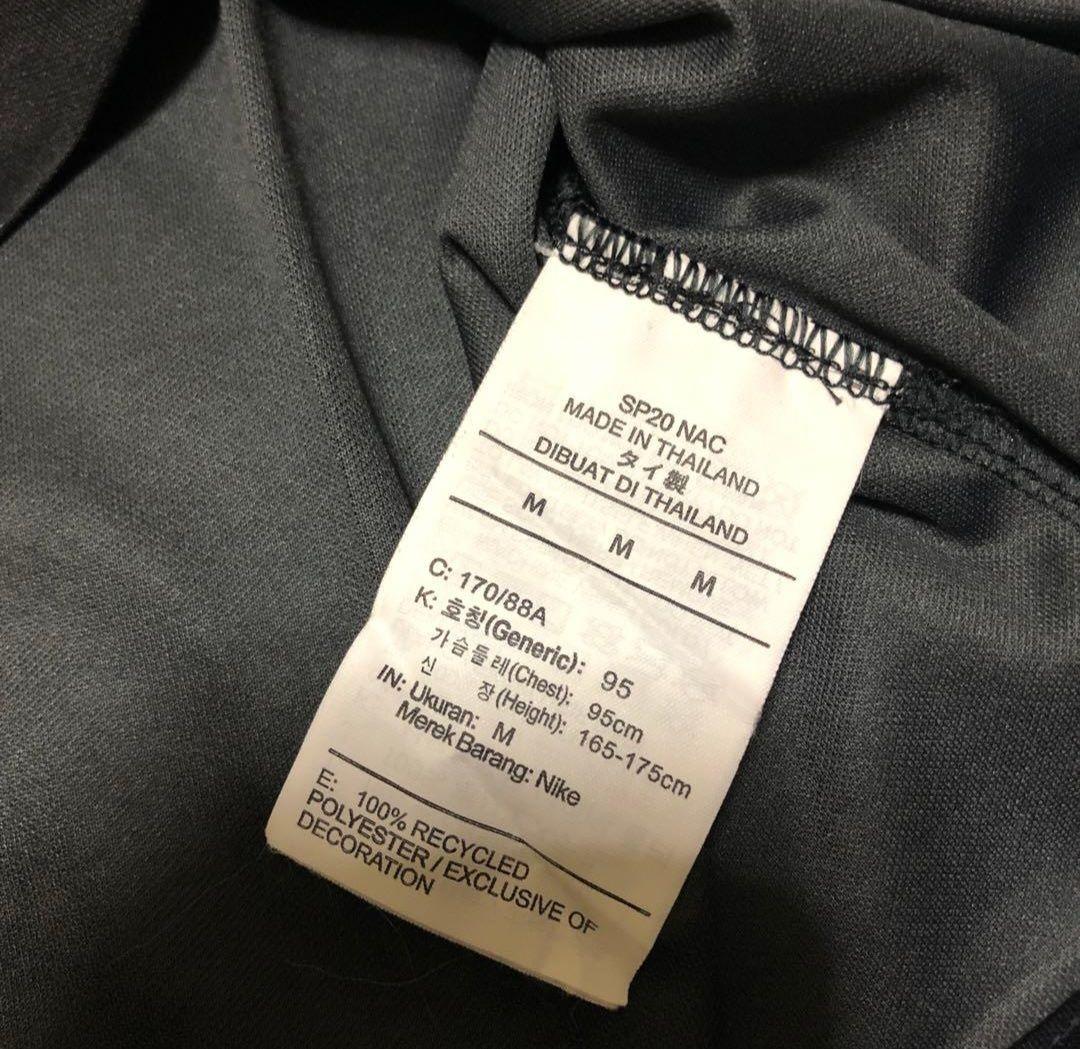 SP20 NAC
MADE IN THAILAND
タイ製
DIBUAT DI THAILAND
M M M
C: 170/88A
K: 호칭(Generic): 95
가슴둘레(Chest): 95cm
신 장(Height): 165-175cm
IN: Ukuran: M
Merek Barang: Nike
E: 100% RECYCLED
POLYESTER / EXCLUSIVE OF
DECORATION